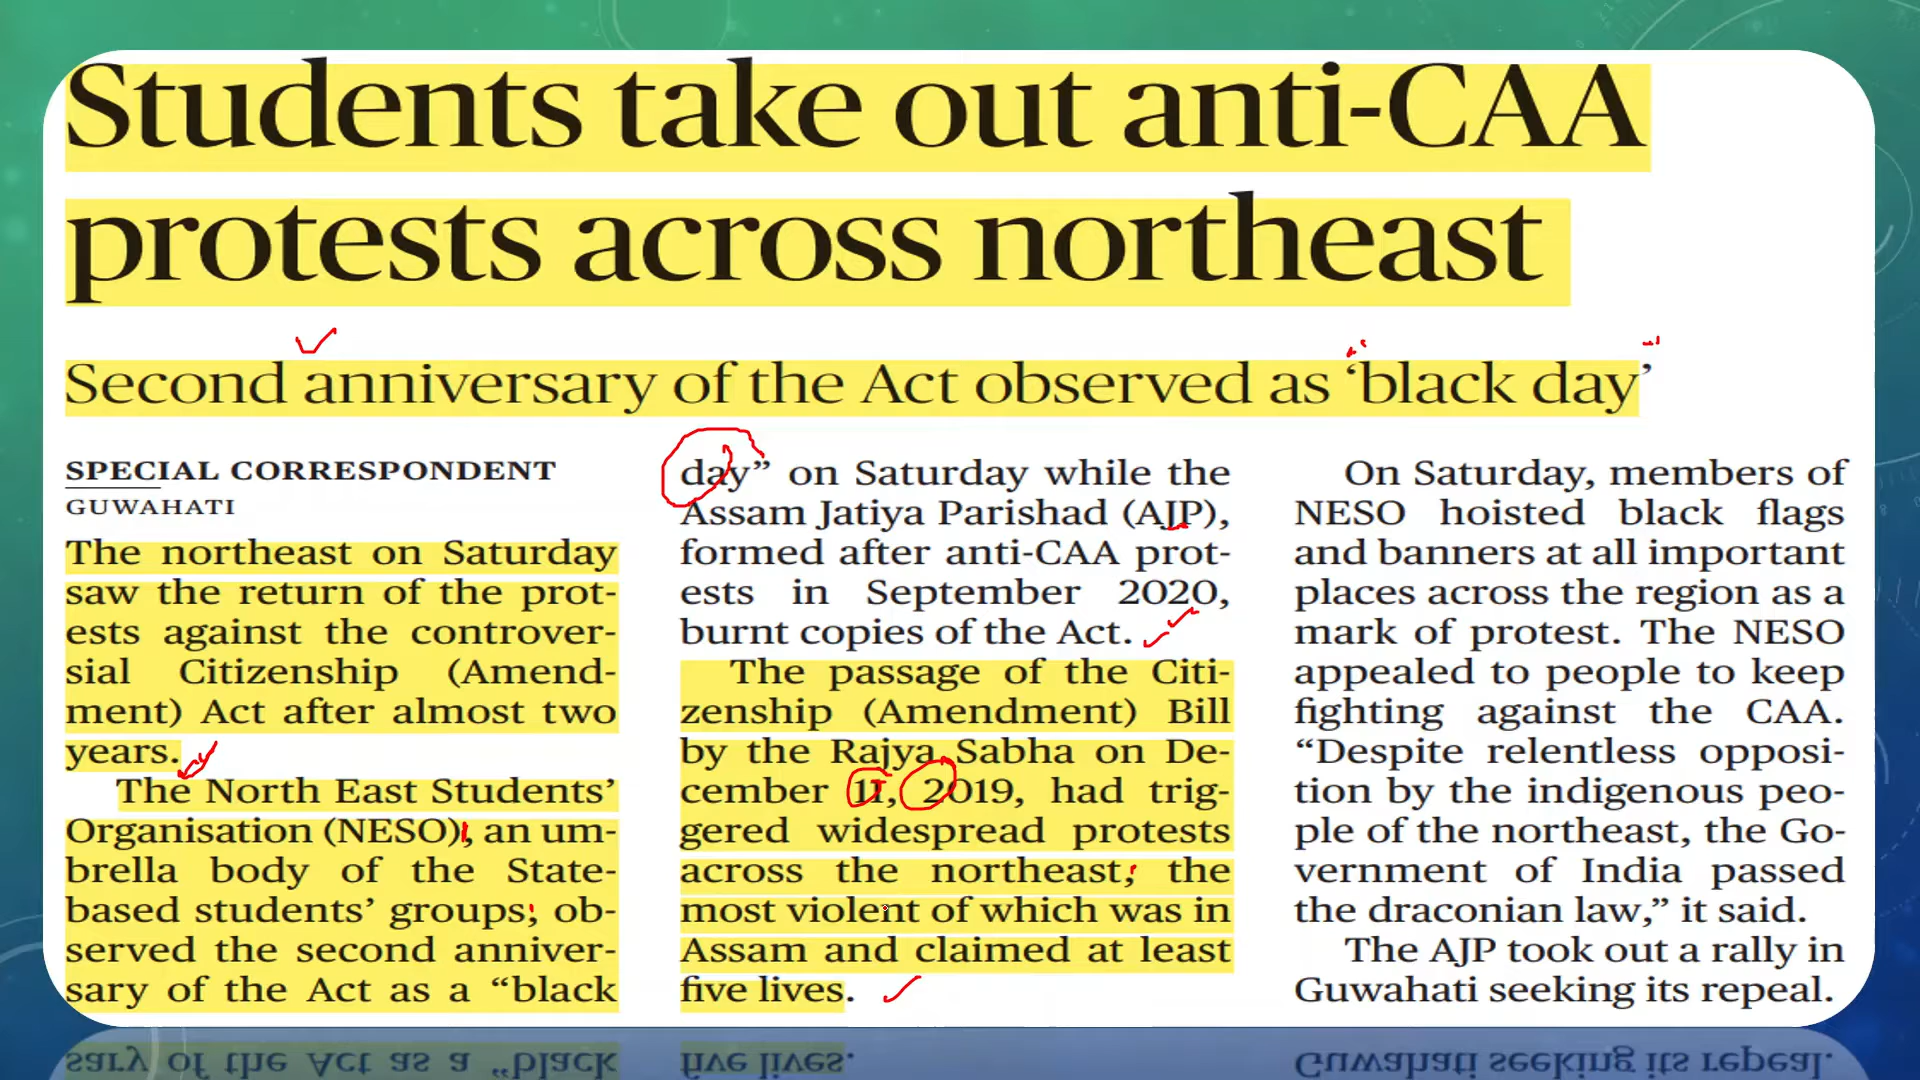 Students take out anti-CAA
protests across northeast
Second anniversary of the Act observed as ‘black day’
SPECIAL CORRESPONDENT
GUWAHATI
The northeast on Saturday
saw the return of the prot-
ests against the controver-
sial Citizenship (Amend-
ment) Act after almost two
years.
The North East Students’
Organisation (NESO), an um-
brella body of the State-
based students’ groups, ob-
served the second anniver-
sary of the Act as a “black
day” on Saturday while the
Assam Jatiya Parishad (AJP),
formed after anti-CAA prot-
ests in September 2020,
burnt copies of the Act.
The passage of the Citi-
zenship (Amendment) Bill
by the Rajya Sabha on De-
cember 11, 2019, had trig-
gered widespread protests
across the northeast, the
most violent of which was in
Assam and claimed at least
five lives.
On Saturday, members of
NESO hoisted black flags
and banners at all important
places across the region as a
mark of protest. The NESO
appealed to people to keep
fighting against the CAA.
“Despite relentless opposi-
tion by the indigenous peo-
ple of the northeast, the Go-
vernment of India passed
the draconian law,” it said.
The AJP took out a rally in
Guwahati seeking its repeal.